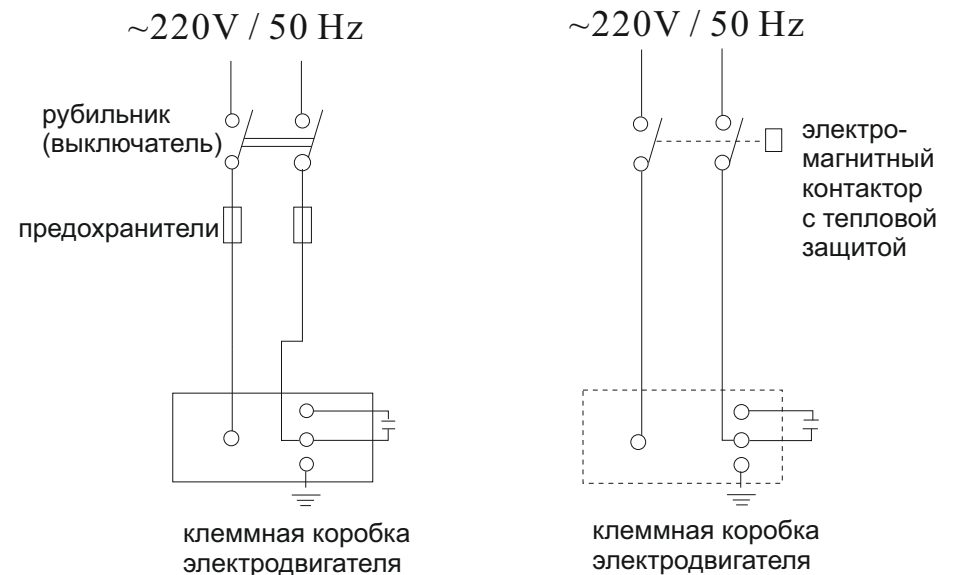 ~220V / 50 Hz
рубильник
(выключатель)
предохранители
клеммная коробка
электродвигателя
~220V / 50 Hz
электро-
магнитный
контактор
с тепловой
защитой
клеммная коробка
электродвигателя